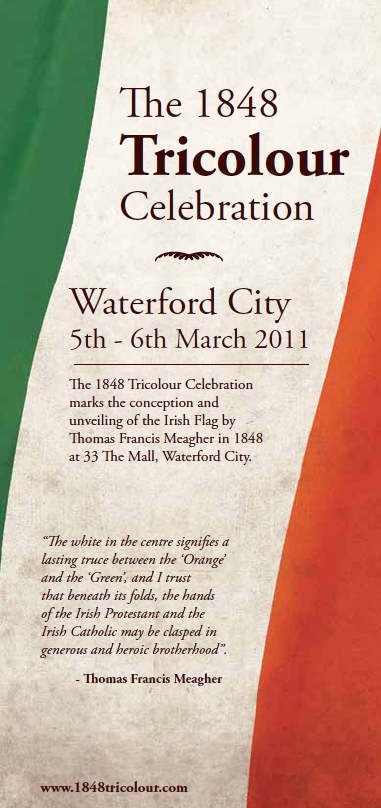 The 1848
Tricolour
Celebration
Waterford City
5th - 6th March 2011
The 1848 Tricolour Celebration
marks the conception and
unveiling of the Irish Flag by
Thomas Francis Meagher in 1848
at 33 The Mall, Waterford City.
“The white in the centre signifies a
lasting truce between the ‘Orange’
and the ‘Green’, and I trust
that beneath its folds, the hands
of the Irish Protestant and the
Irish Catholic may be clasped in
generous and heroic brotherhood”.
- Thomas Francis Meagher
www.1848tricolour.com